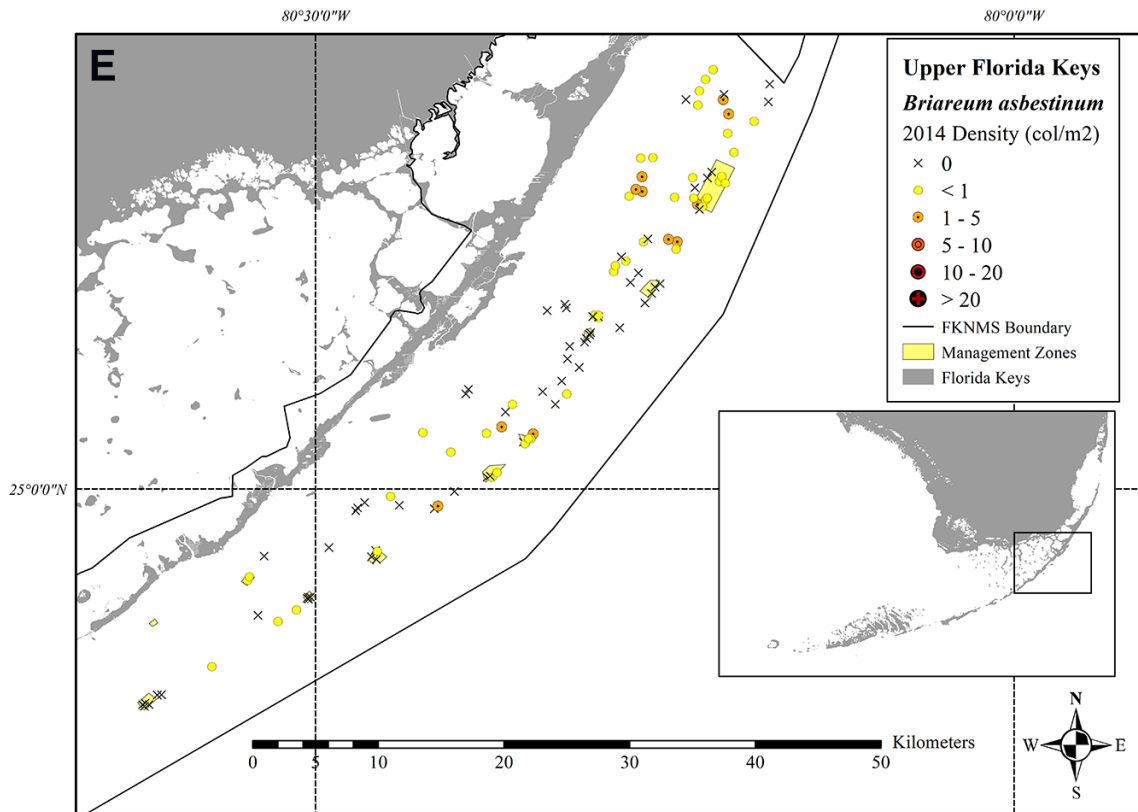 80°30'0"W
80°0'0"W
E
Upper Florida Keys
Briareum asbestinum
2014 Density (col/m2)
0
< 1
1 - 5
5 - 10
10 - 20
> 20
FKNMS Boundary
Management Zones
Florida Keys
25°0'0"N
Kilometers
0 5 10 20 30 40 50
N
W E
S